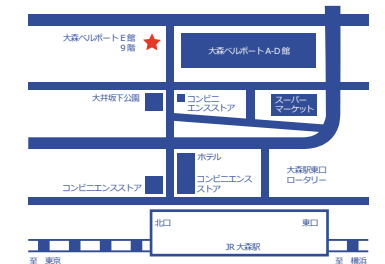 大森ベルポートE館
9階
大森ベルポートA-D館
大井坂下公園
コンビニ
エンスストア
スーパー
マーケット
ホテル
コンビニエンス
ストア
大森駅東口
ロータリー
コンビニエンスストア
北口
東口
JR 大森駅
至 東京
至 横浜